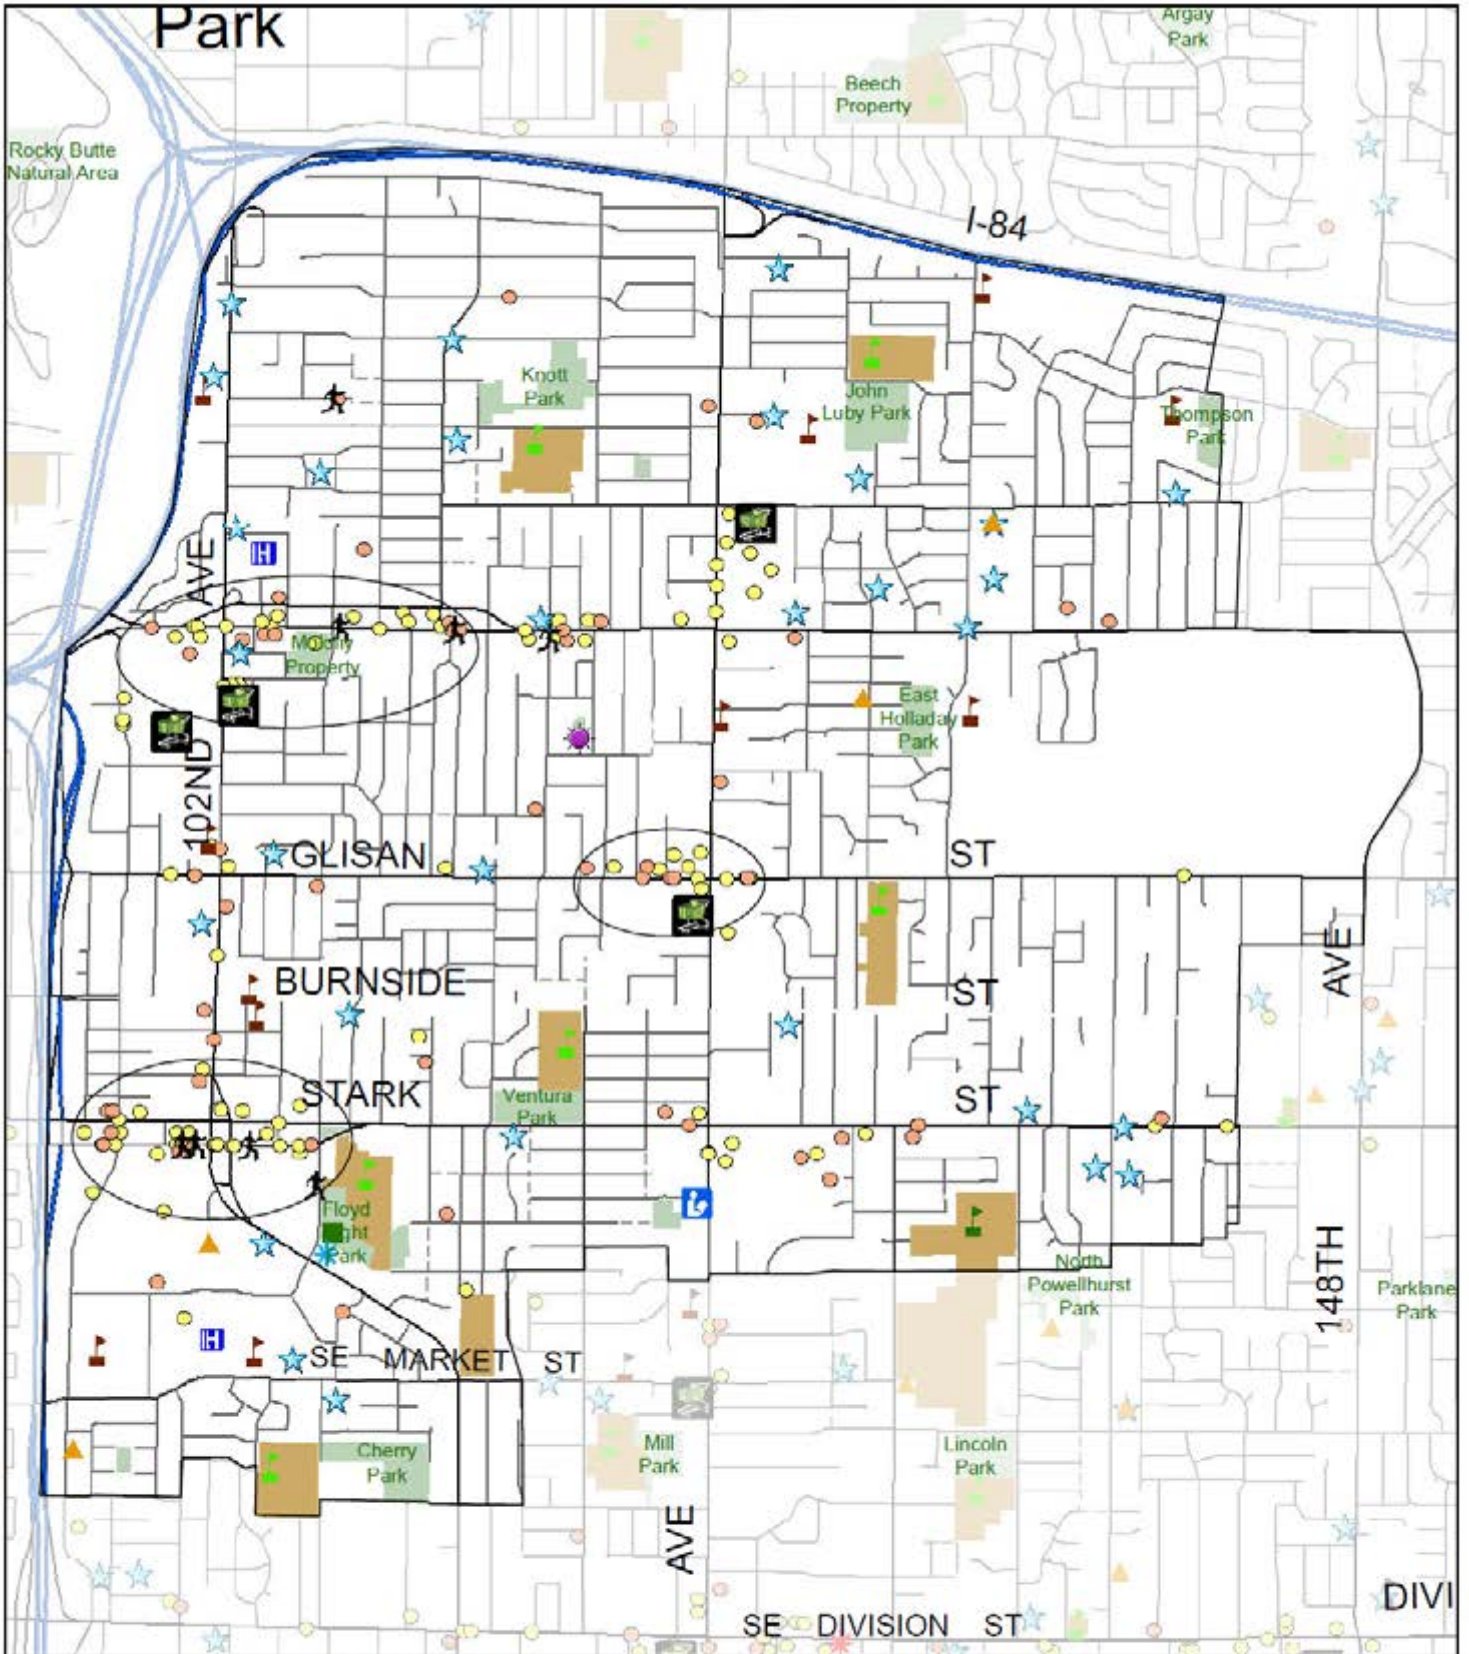 Park
Argay
Park
Beech
Property
Rocky Butte
Natural Area
I-84
Knott
Park
John
Luby Park
Thompson
Park
AVE
Property
East
Holladay
Park
102ND
GLISAN
ST
AVE
BURNSIDE
ST
STARK
ST
Ventura
Park
Floyd
ght
Park
H
North
Powellhurst
Park
148TH
Parklane
Park
H
SE MARKET ST
Cherry
Park
Mill
Park
Lincoln
Park
AVE
DIVI
SE DIVISION ST